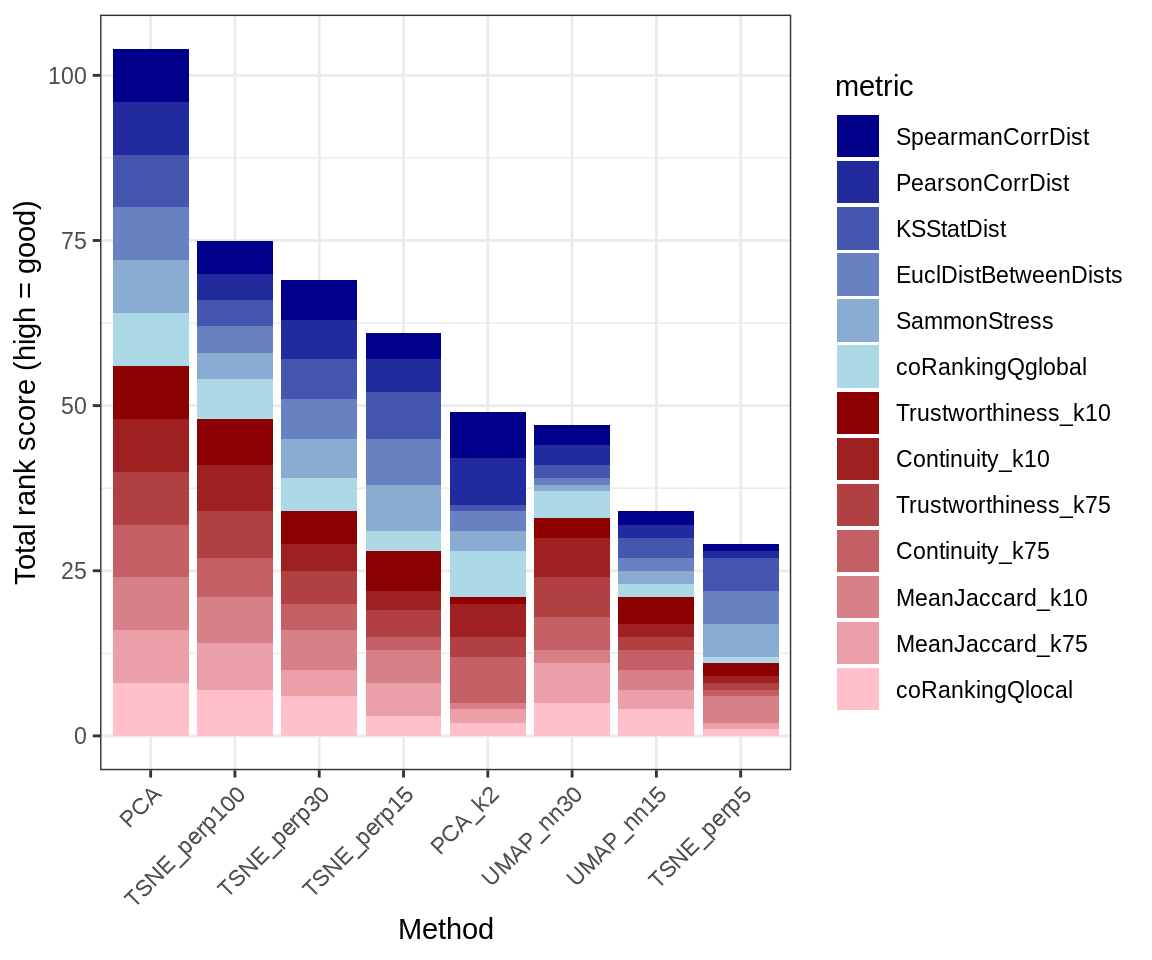 Total rank score (high = good)
100
75
50
25
0
PCA
TSNE_perp100
TSNE_perp30
TSNE_perp15
PCA_k2
UMAP_nn30
UMAP_nn15
TSNE_perp5
Method
metric
SpearmanCorrDist
PearsonCorrDist
KSStatDist
EuclDistBetweenDists
SammonStress
coRankingQglobal
Trustworthiness_k10
Continuity_k10
Trustworthiness_k75
Continuity_k75
MeanJaccard_k10
MeanJaccard_k75
coRankingQlocal